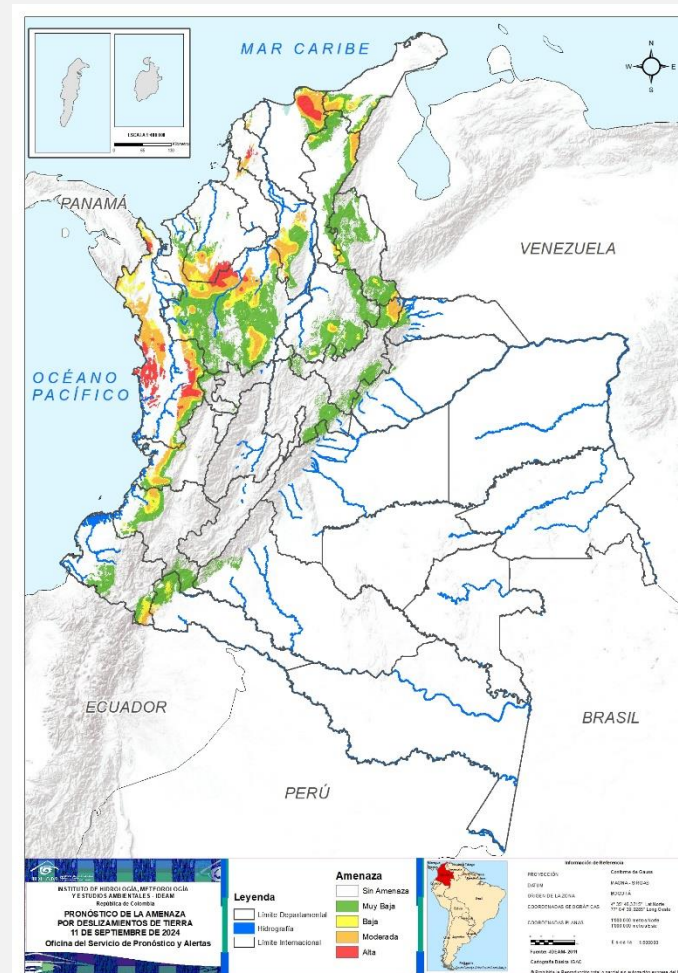 MAR CARIBE
N
W
E
S
PANAMÁ
VENEZUELA
OCÉANO
PACÍFICO
ECUADOR
BRASIL
PERÚ
INSTITUTO DE HIDROLOGÍA, METEOROLOGÍA
Y ESTUDIOS AMBIENTALES - IDEAM
República de Colombia
PRONÓSTICO DE LA AMENAZA
POR DESLIZAMIENTOS DE TIERRA
11 DE SEPTIEMBRE DE 2024
Oficina del Servicio de Pronóstico y Alertas
Leyenda
Límite Departamental
Hidrografía
Límite Internacional
Amenaza
Sin Amenaza
Muy Baja
Baja
Moderada
Alta
Información de Referencia
PROYECCIÓN
Conforme de Gauss
DATUM
MAGNA - SIRGAS
ORIGEN DE LA ZONA
BOGOTÁ
COORDENADAS GEOGRÁFICAS
COORDENADAS PLANAS